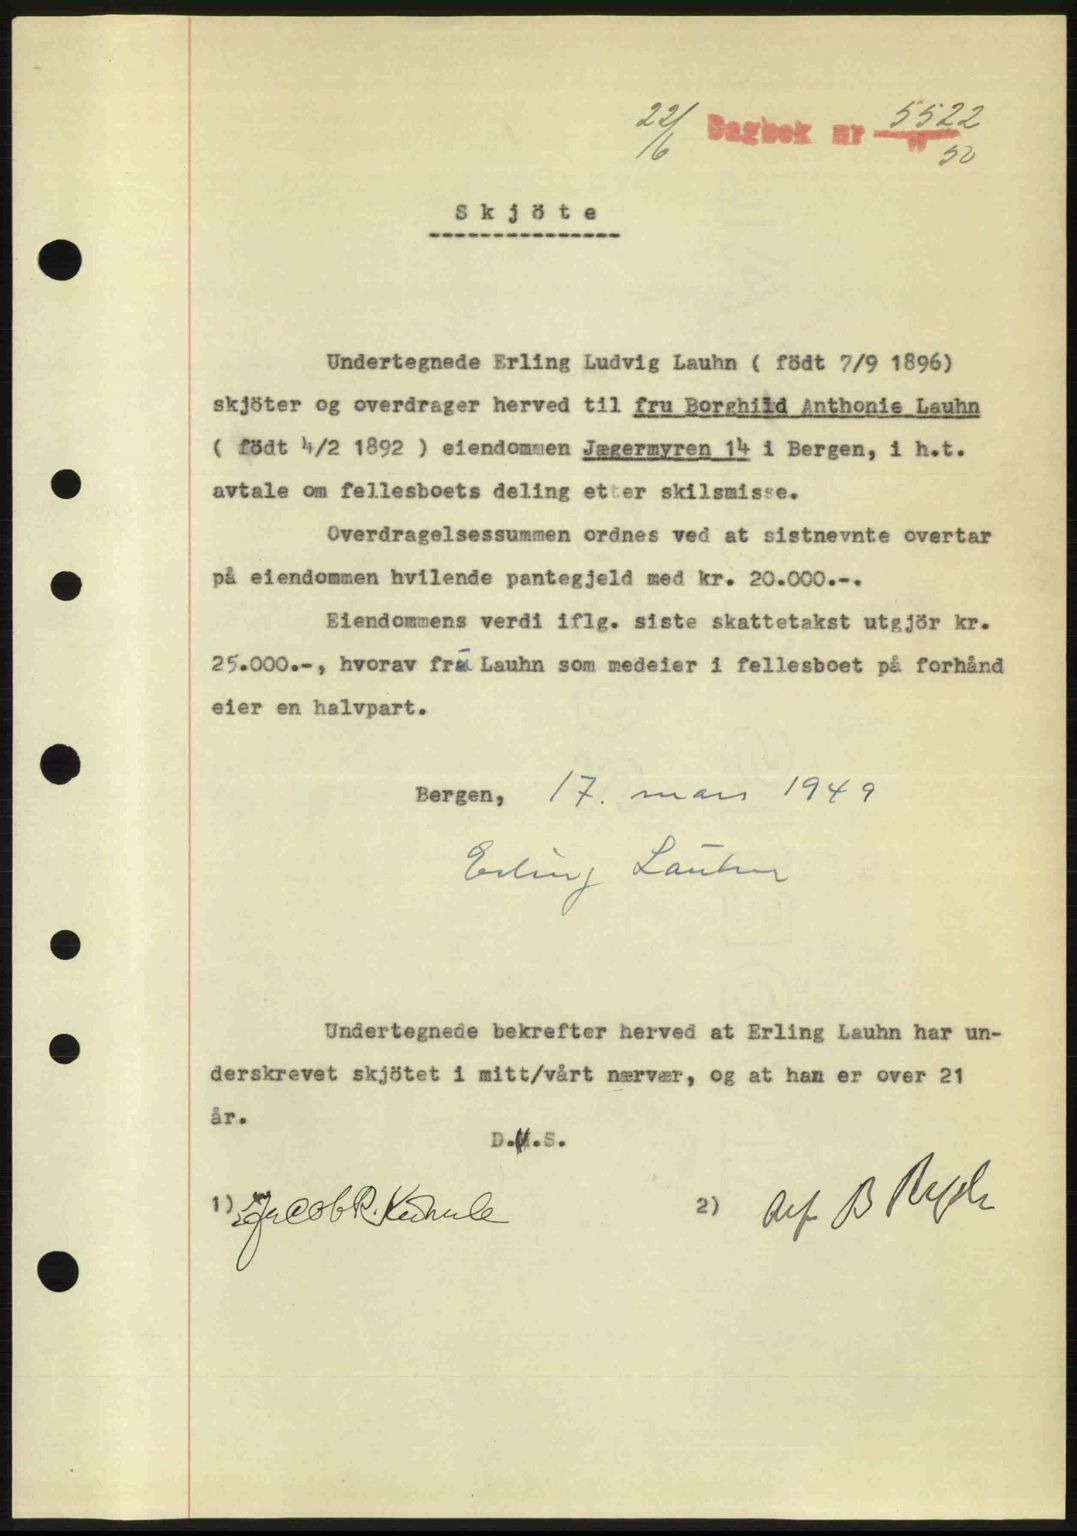 22/6 Dagbok nr 5522
50
Skjöte
Undertegnede Erling Ludvig Lauhn ( födt 7/9 1896)
skjöter og overdrager herved til fru Borghild Anthonie Lauhn
( födt 4/2 1892 ) eiendommen Jægermyren 14 i Bergen, i h.t.
avtale om fellesboets deling etter skilsmisse.
Overdragelsessummen ordnes ved at sistnevnte overtar
på eiendommen hvilende pantegjeld med kr. 20.000.-.
Eiendommens verdi iflg. siste skattetakst utgjör kr.
25.000.-, hvorav fru Lauhn som medeier i fellesboet på forhånd
eier en halvpart.
Bergen, 17. mars 1949
Erling Lauhn
Undertegnede bekrefter herved at Erling Lauhn har un-
derskrevet skjötet i mitt/vårt nærvær, og at han er over 21
år.
D.U.S.
1) Jacob R.
2) B